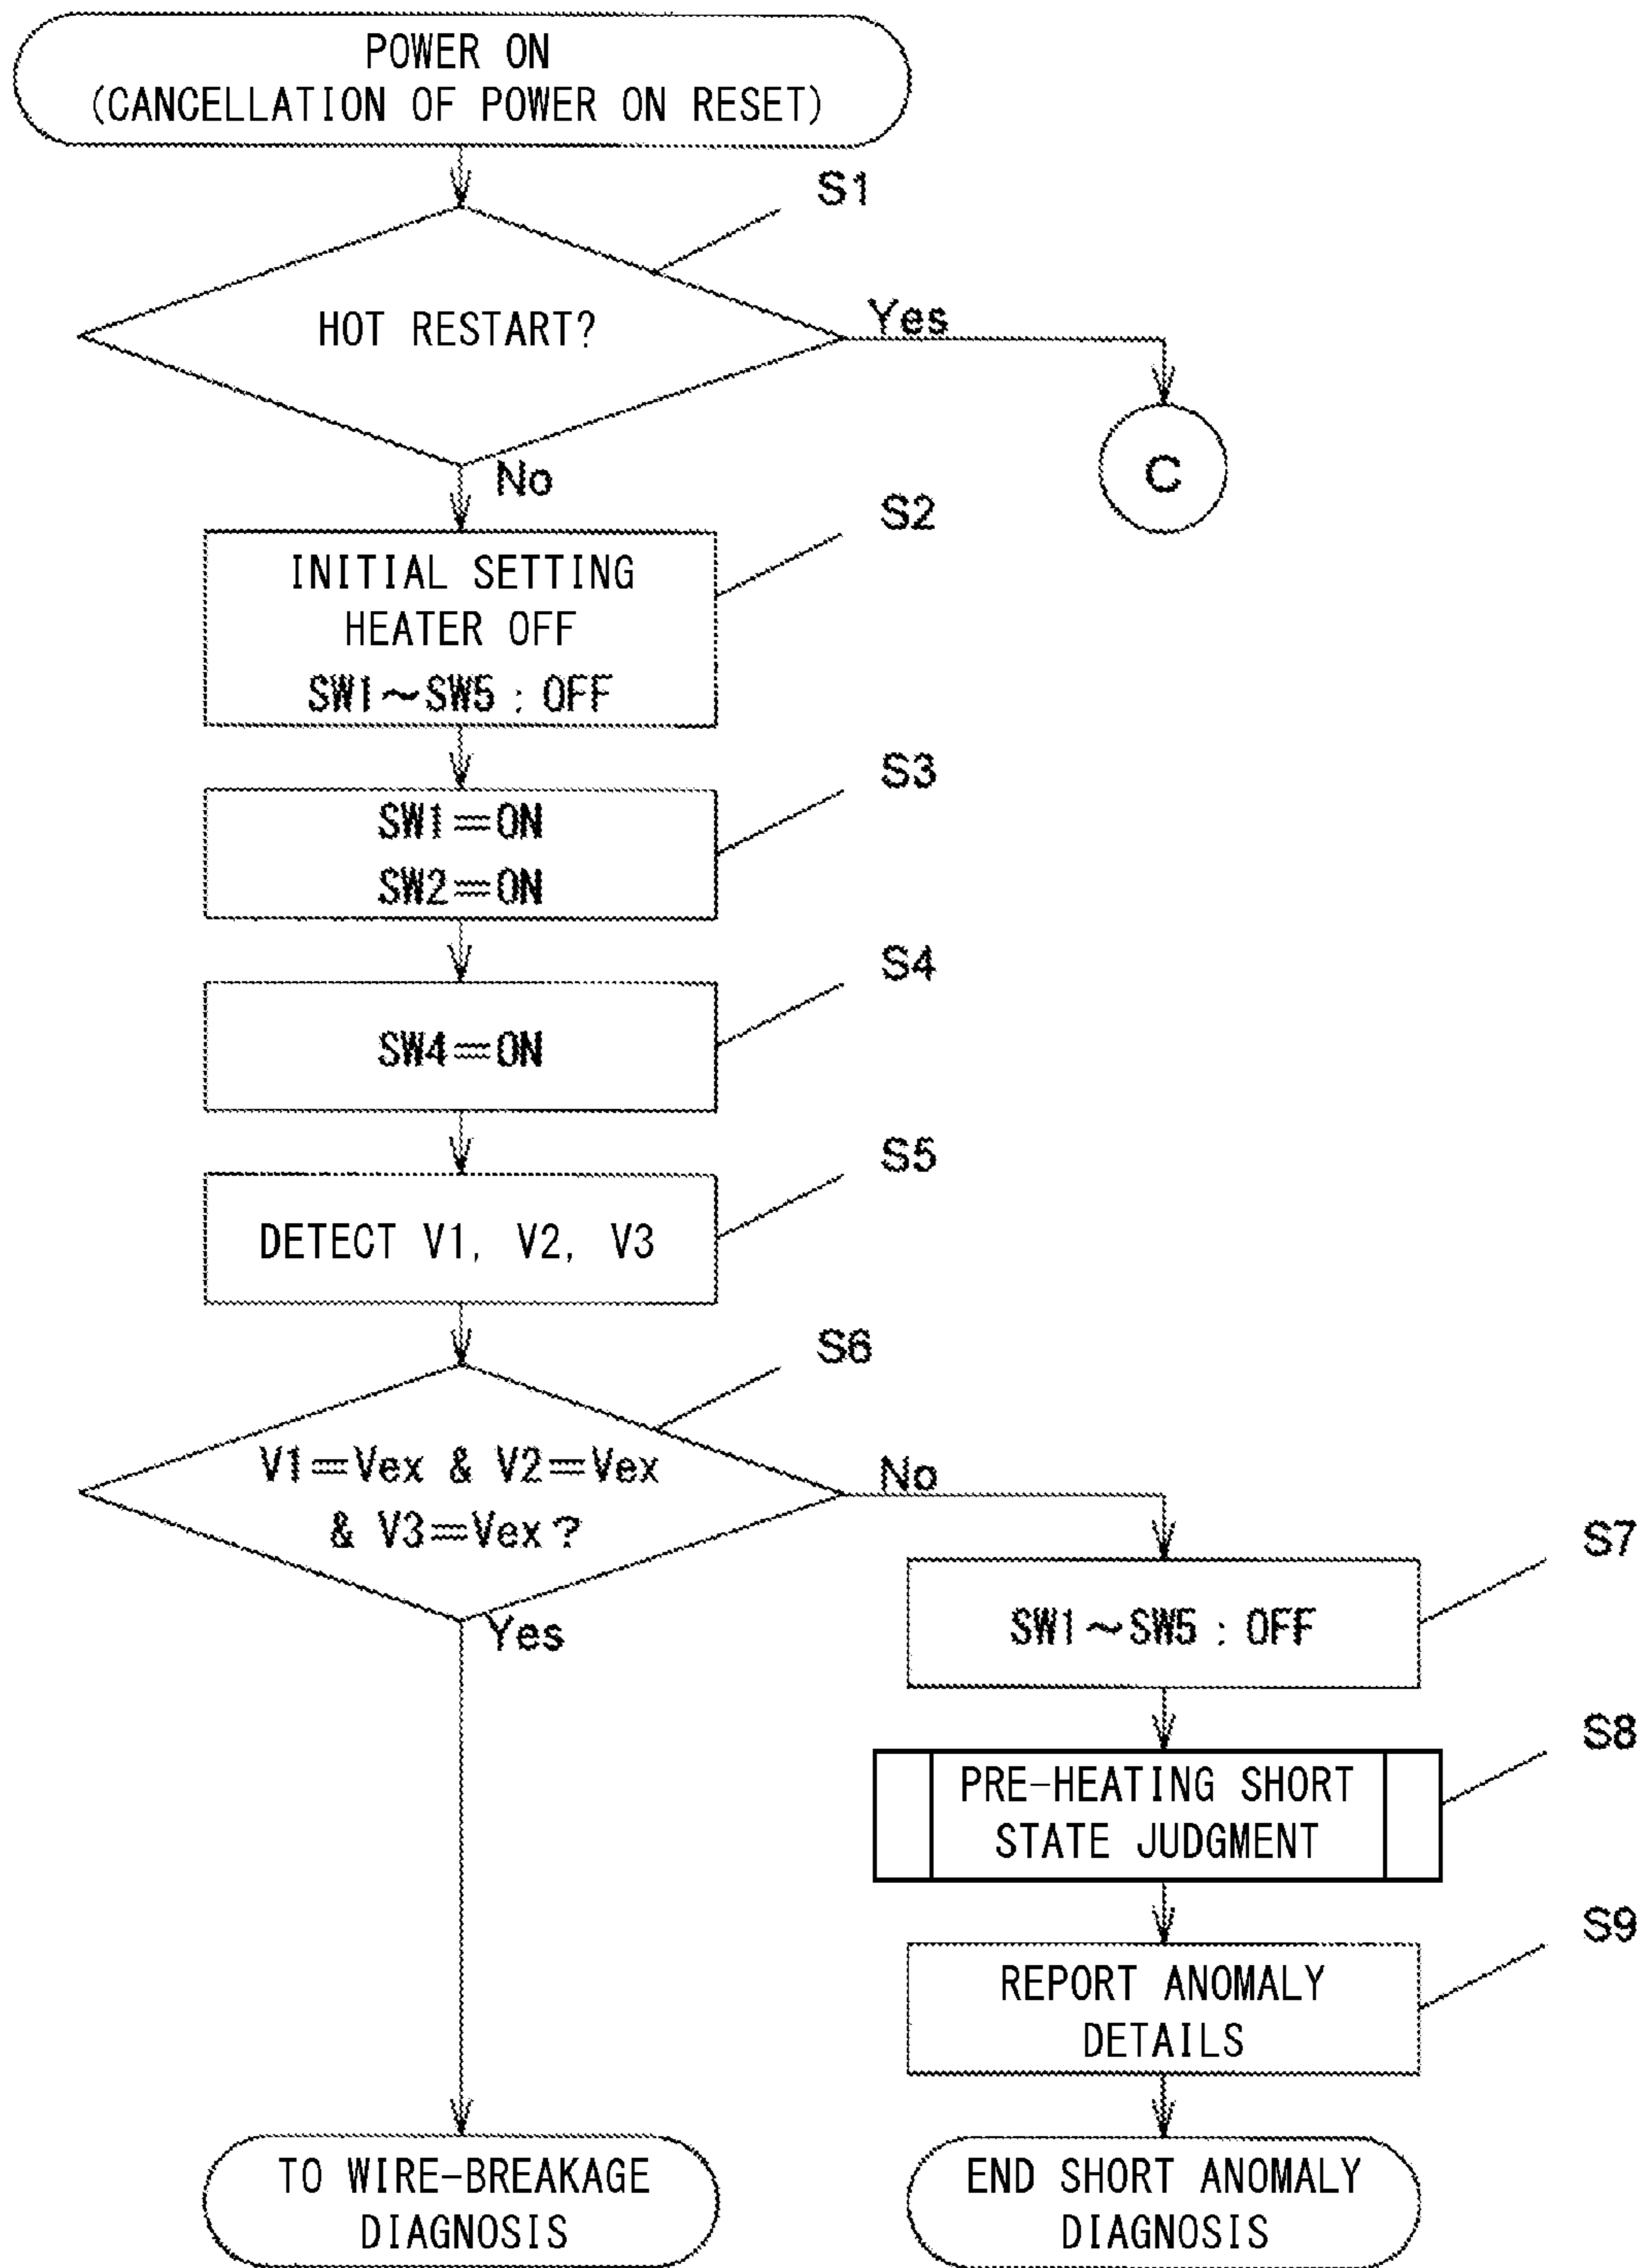 POWER ON
(CANCELLATION OF POWER ON RESET)
S1
HOT RESTART?
Yes
C
No
S2
INITIAL SETTING
HEATER OFF
SW1～SW5 : OFF
S3
SW1＝ON
SW2＝ON
S4
SW4＝ON
S5
DETECT V1, V2, V3
S6
V1＝Vex & V2＝Vex
& V3＝Vex ?
No
Yes
S7
SW1～SW5 : OFF
S8
PRE-HEATING SHORT
STATE JUDGMENT
S9
REPORT ANOMALY
DETAILS
TO WIRE-BREAKAGE
DIAGNOSIS
END SHORT ANOMALY
DIAGNOSIS